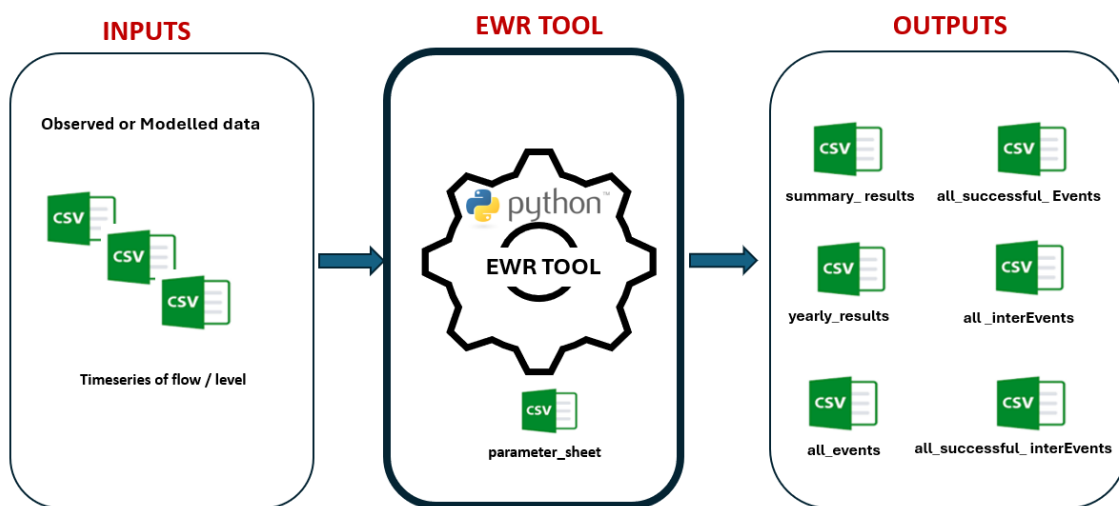 INPUTS
Observed or Modelled data
CSV
CSV
CSV
Timeseries of flow / level
EWR TOOL
python™
EWR TOOL
CSV
parameter_sheet
OUTPUTS
CSV
CSV
summary_ results
all_successful_ Events
CSV
CSV
yearly_results
all _interEvents
CSV
CSV
all_events
all_successful_ interEvents